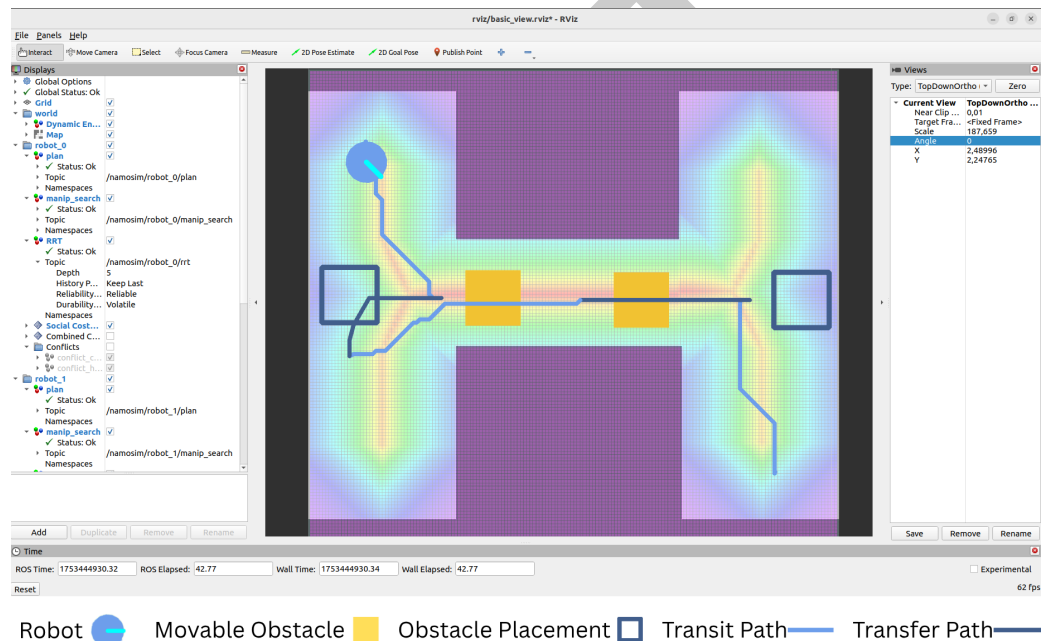 rviz/basic_view.rviz* - RViz
File Panels Help
Interact Move Camera Select Focus Camera Measure 2D Pose Estimate 2D Goal Pose Publish Point
Displays
Global Options
Global Status: Ok
Grid
world
Dynamic En...
Map
robot_0
plan
Status: Ok
Topic /namosim/robot_0/plan
Namespaces
manip_search
Status: Ok
Topic /namosim/robot_0/manip_search
Namespaces
RRT
Status: Ok
Topic /namosim/robot_0/rrt
Depth 5
History P... Keep Last
Reliability... Reliable
Durability... Volatile
Namespaces
Social Cost...
Combined C...
Conflicts
conflict_c...
conflict_h...
robot_1
plan
Status: Ok
Topic /namosim/robot_1/plan
Namespaces
manip_search
Status: Ok
Topic /namosim/robot_1/manip_search
Namespaces
Add Duplicate Remove Rename
Views
Type: TopDownOrtho Zero
Current View TopDownOrtho ...
Near Clip ... 0,01
Target Fra... <Fixed Frame>
Scale 187,659
Angle 0
X 2,48996
Y 2,24765
Save Remove Rename
Time
ROS Time: 1753444930.32 ROS Elapsed: 42.77 Wall Time: 1753444930.34 Wall Elapsed: 42.77 Experimental
Reset 62 fps
Robot Movable Obstacle Obstacle Placement Transit Path Transfer Path